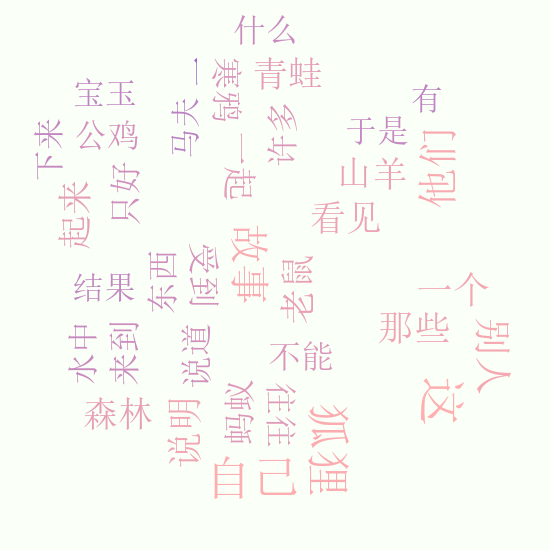 什么
一
寒鸦
青蛙
宝玉
有
马夫
许多
下来
公鸡
于是
他们
一起
山羊
只好
起来
看见
故事
受骗
东西
老鼠
结果
一个
那些
别人
水中
来到
说道
不能
这
蚂蚁
往往
森林
说明
狐狸
自己